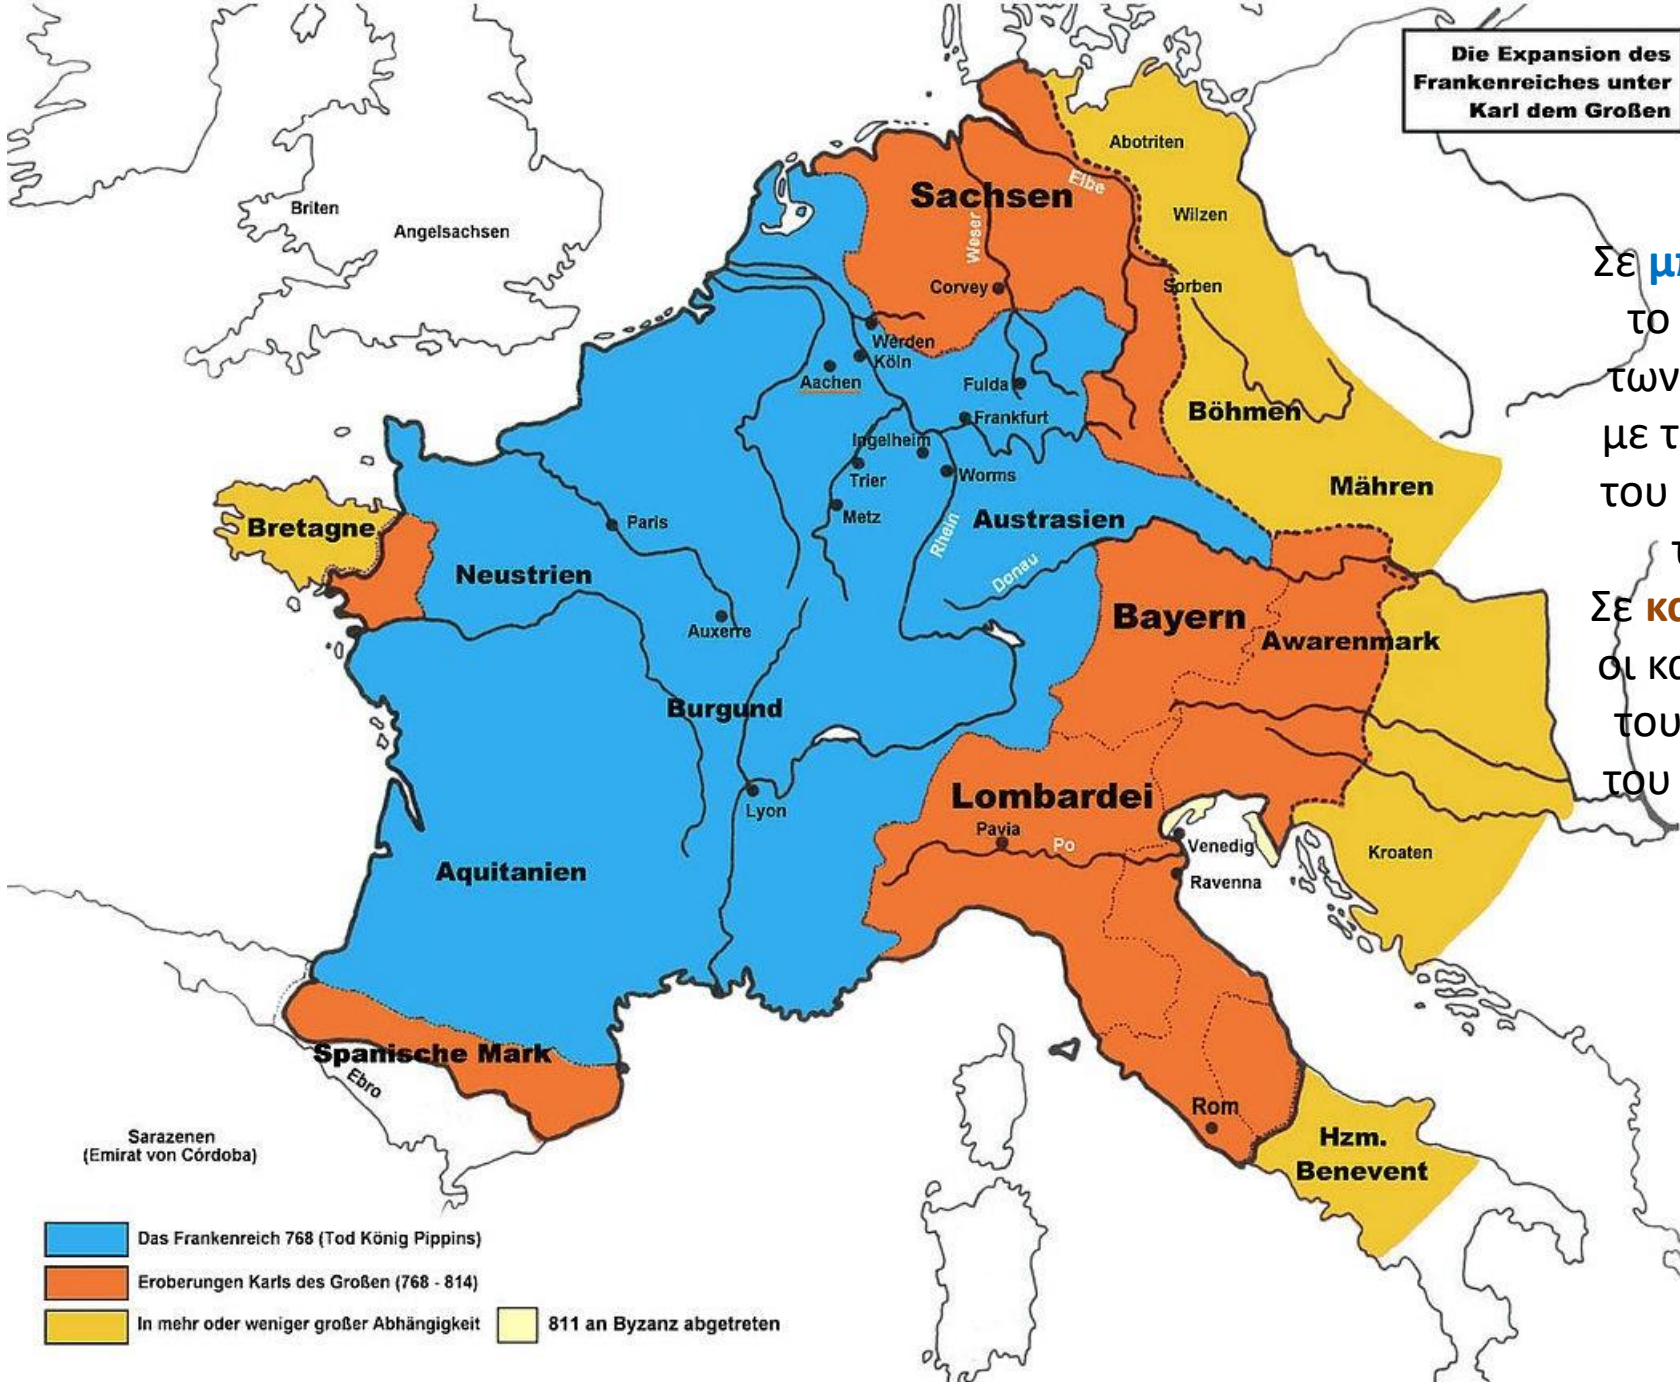 Die Expansion des
Frankenreiches unter
Karl dem Großen
Abotriten
Elbe
Sachsen
Wilzen
Briten
Angelsachsen
Weser
Σε
Corvey
Sorben
το
Werden
Köln
Aachen
Fulda
των
Frankfurt
Böhmen
με τ
Ingelheim
Trier
Worms
Mähren
του
Metz
Bretagne
Paris
Rhein
Austrasien
Neustrien
Donau
Σε
Auxerre
Bayern
Awarenmark
οι κα
Burgund
του
Lombardei
του
Lyon
Pavia
Po
Venedig
Kroaten
Aquitanien
Ravenna
Spanische Mark
Ebro
Rom
Sarazenen
(Emirat von Córdoba)
Hzm.
Benevent
Das Frankenreich 768 (Tod König Pippins)
Eroberungen Karls des Großen (768 - 814)
In mehr oder weniger großer Abhängigkeit
811 an Byzanz abgetreten